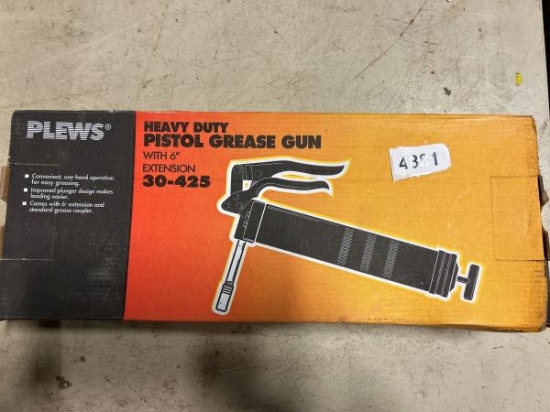 PLEWS®
■ Convenient, one-hand operation
for easy greasing.
■ Improved plunger design makes
loading easier.
■ Comes with 6" extension and
standard grease coupler.
HEAVY DUTY
PISTOL GREASE GUN
WITH 6"
EXTENSION
30-425